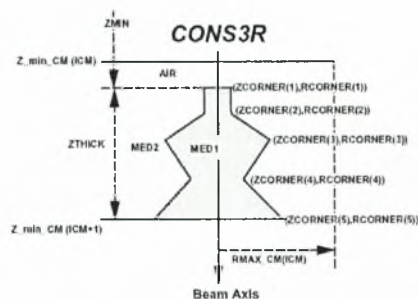 ZMIN
CONS3R
Z_min_CM (ICM)
AIR
(ZCORNER(1),RCORNER(1))
(ZCORNER(2),RCORNER(2))
ZTHICK
MED2
MED1
(ZCORNER(3),RCORNER(3))
(ZCORNER(4),RCORNER(4))
Z_min_CM (ICM+1)
(ZCORNER(5),RCORNER(5))
RMAX_CM(ICM)
Beam Axis